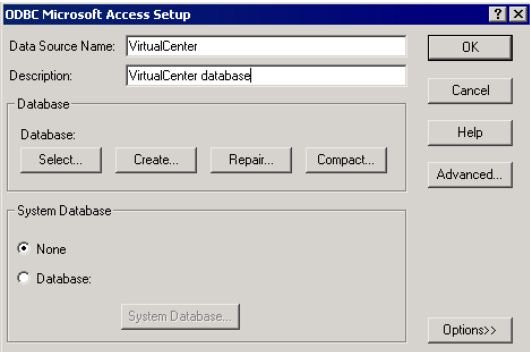 ODBC Microsoft Access Setup
Data Source Name: VirtualCenter
OK
Description: VirtualCenter database
Cancel
Database
Database:
Help
Select... Create... Repair... Compact...
Advanced...
System Database
None
Database:
System Database...
Options>>